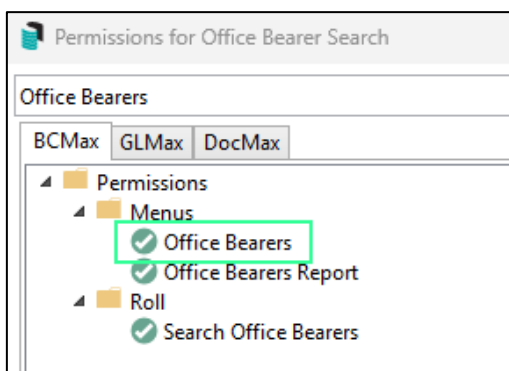 Permissions for Office Bearer Search
Office Bearers
BCMax GLMax DocMax
Permissions
Menus
Office Bearers
Office Bearers Report
Roll
Search Office Bearers